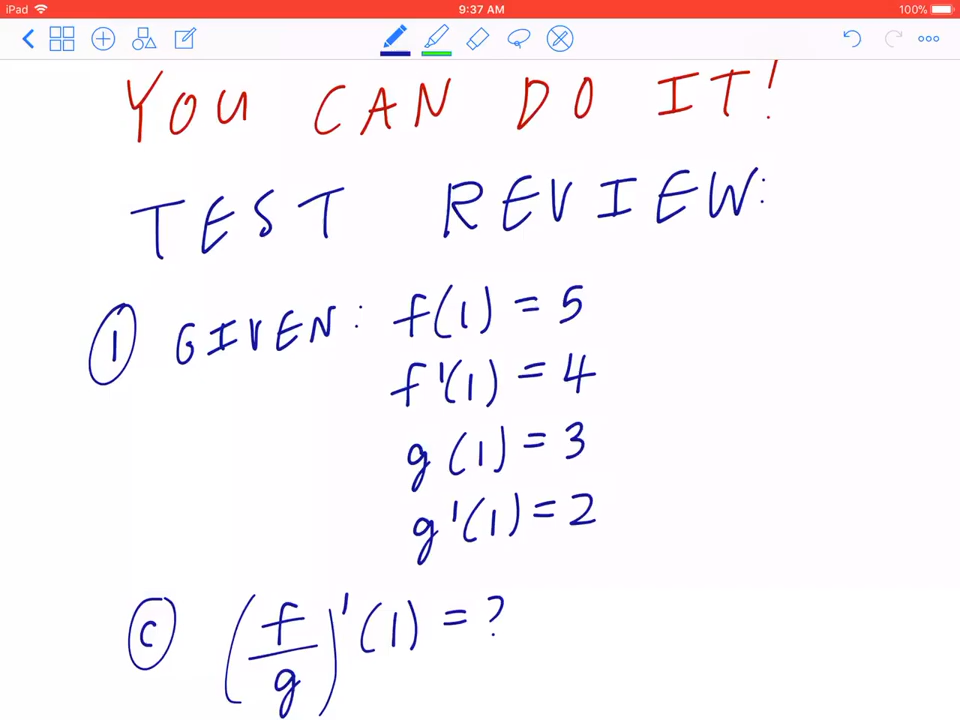 iPad 9:37 AM 100%
YOU CAN DO IT!
TEST REVIEW:
① GIVEN: f(1) = 5
f'(1) = 4
g(1) = 3
g'(1) = 2
ⓒ (f/g)'(1) = ?